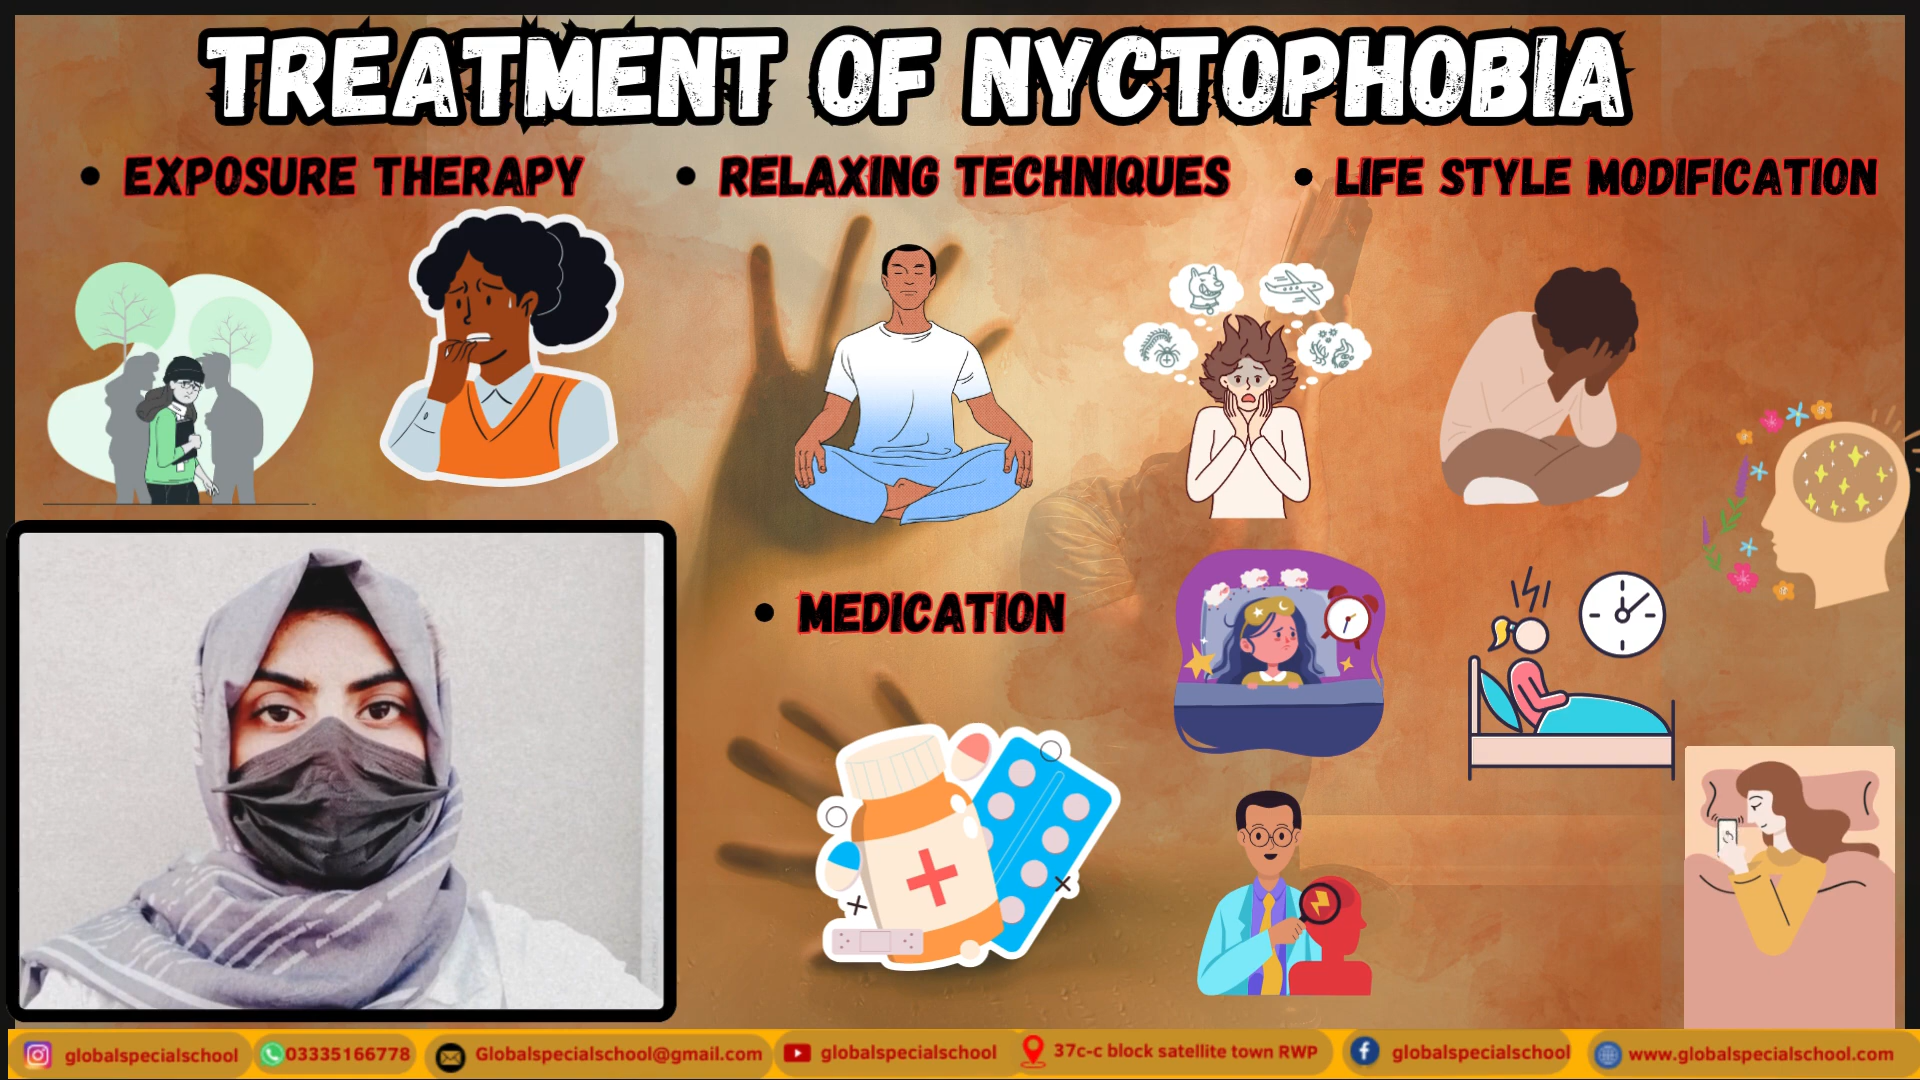 TREATMENT OF NYCTOPHOBIA
• EXPOSURE THERAPY
• RELAXING TECHNIQUES
• LIFE STYLE MODIFICATION
• MEDICATION
globalspecialschool
03335166778
Globalspecialschool@gmail.com
globalspecialschool
37c-c block satellite town RWP
globalspecialschool
www.globalspecialschool.com